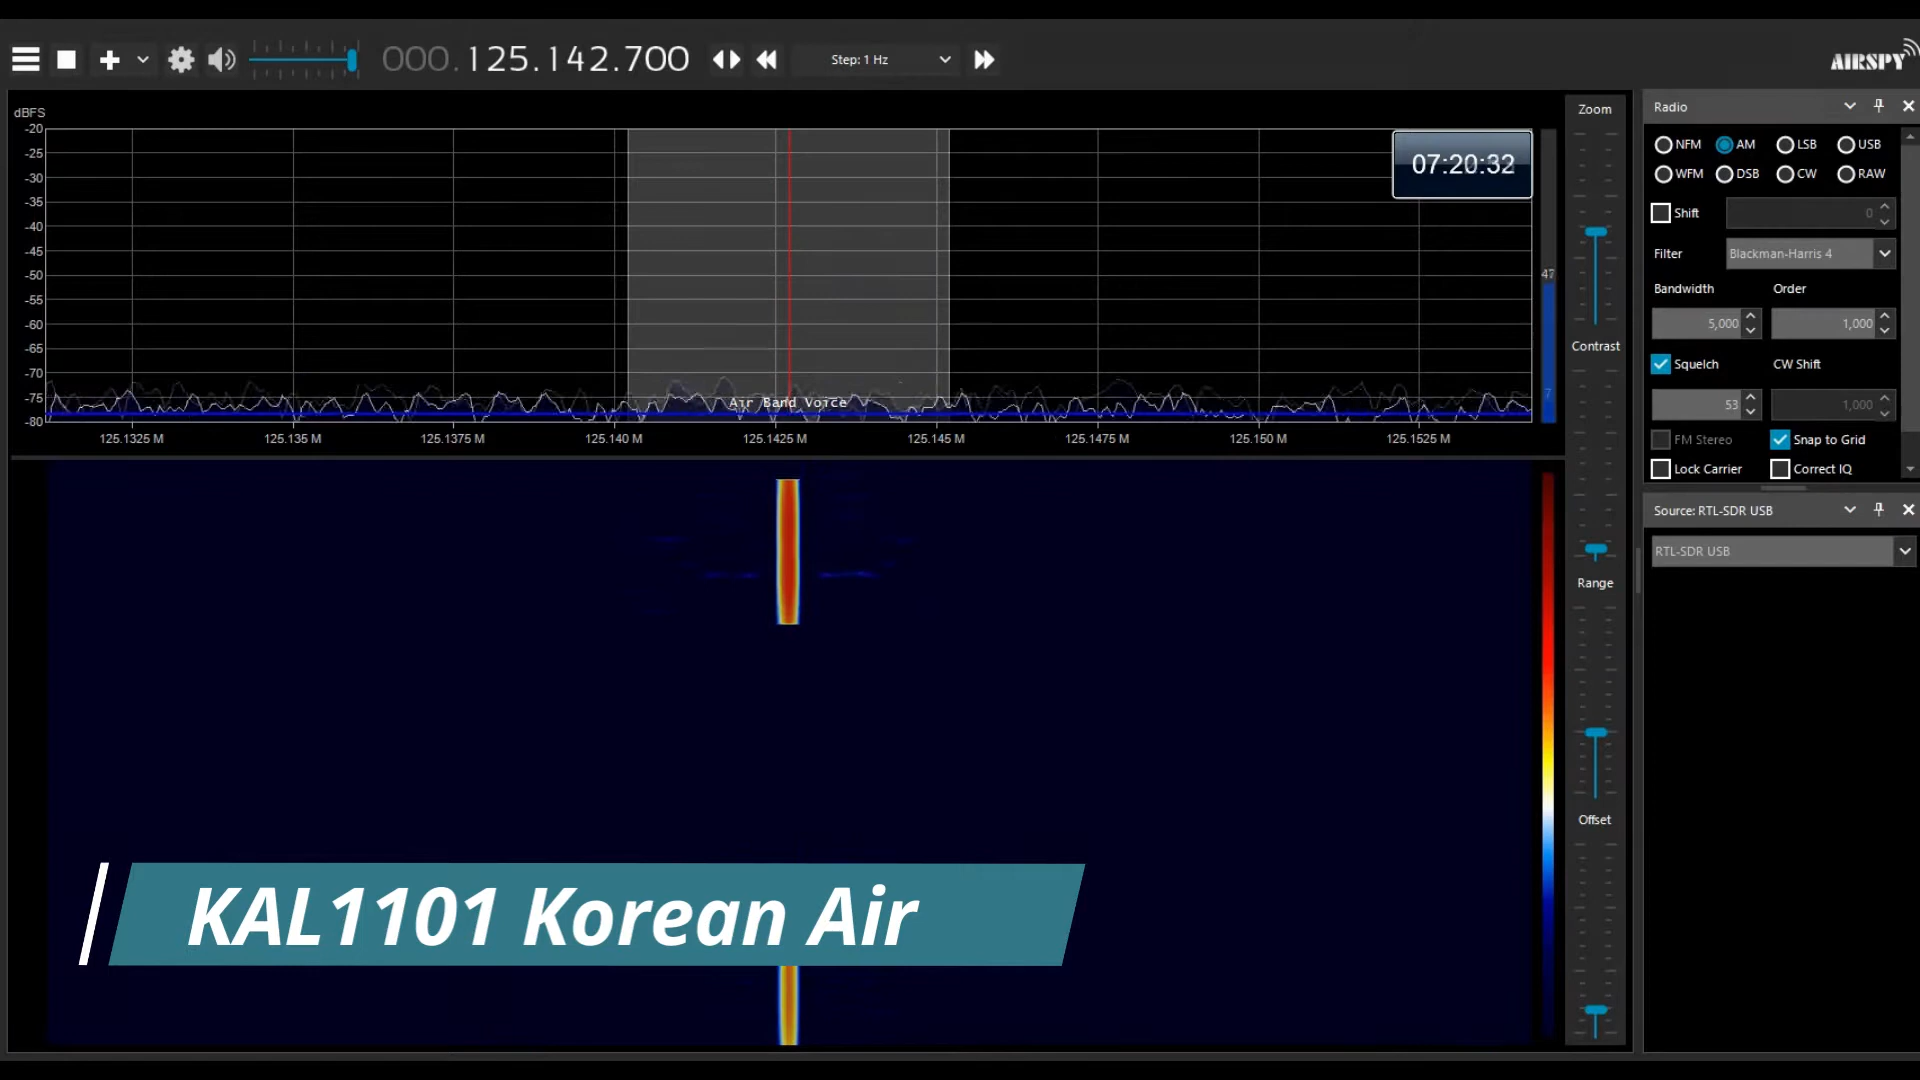 000.125.142.700
Step: 1 Hz
AIRSPY
dBFS
-20
-25
-30
-35
-40
-45
-50
-55
-60
-65
-70
-75
-80
07:20:32
47
7
Air Band Voice
125.1325 M
125.135 M
125.1375 M
125.140 M
125.1425 M
125.145 M
125.1475 M
125.150 M
125.1525 M
Zoom
Contrast
Range
Offset
Radio
NFM AM LSB USB
WFM DSB CW RAW
Shift 0
Filter Blackman-Harris 4
Bandwidth Order
5,000 1,000
Squelch CW Shift
53 1,000
FM Stereo Snap to Grid
Lock Carrier Correct IQ
Source: RTL-SDR USB
RTL-SDR USB
KAL1101 Korean Air